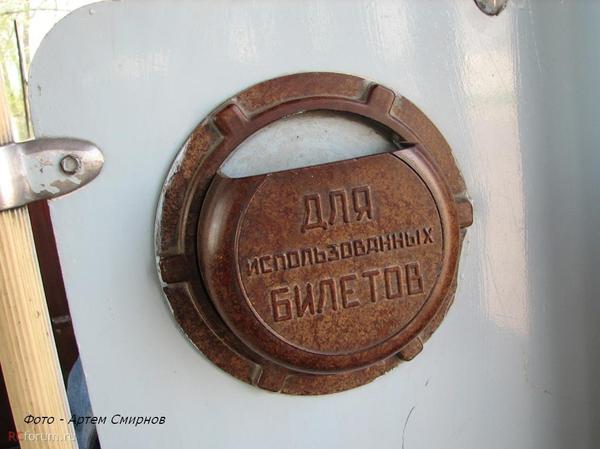 ДЛЯ
ИСПОЛЬЗОВАННЫХ
БИЛЕТОВ
Фото - Артем Смирнов
RCforum.ru